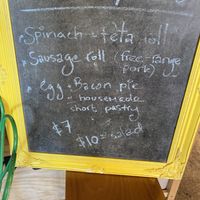 Spinach + feta roll
Sausage roll (free-range
pork)
Egg + Bacon pie
- housemade
short pastry
$7
$10 = salad